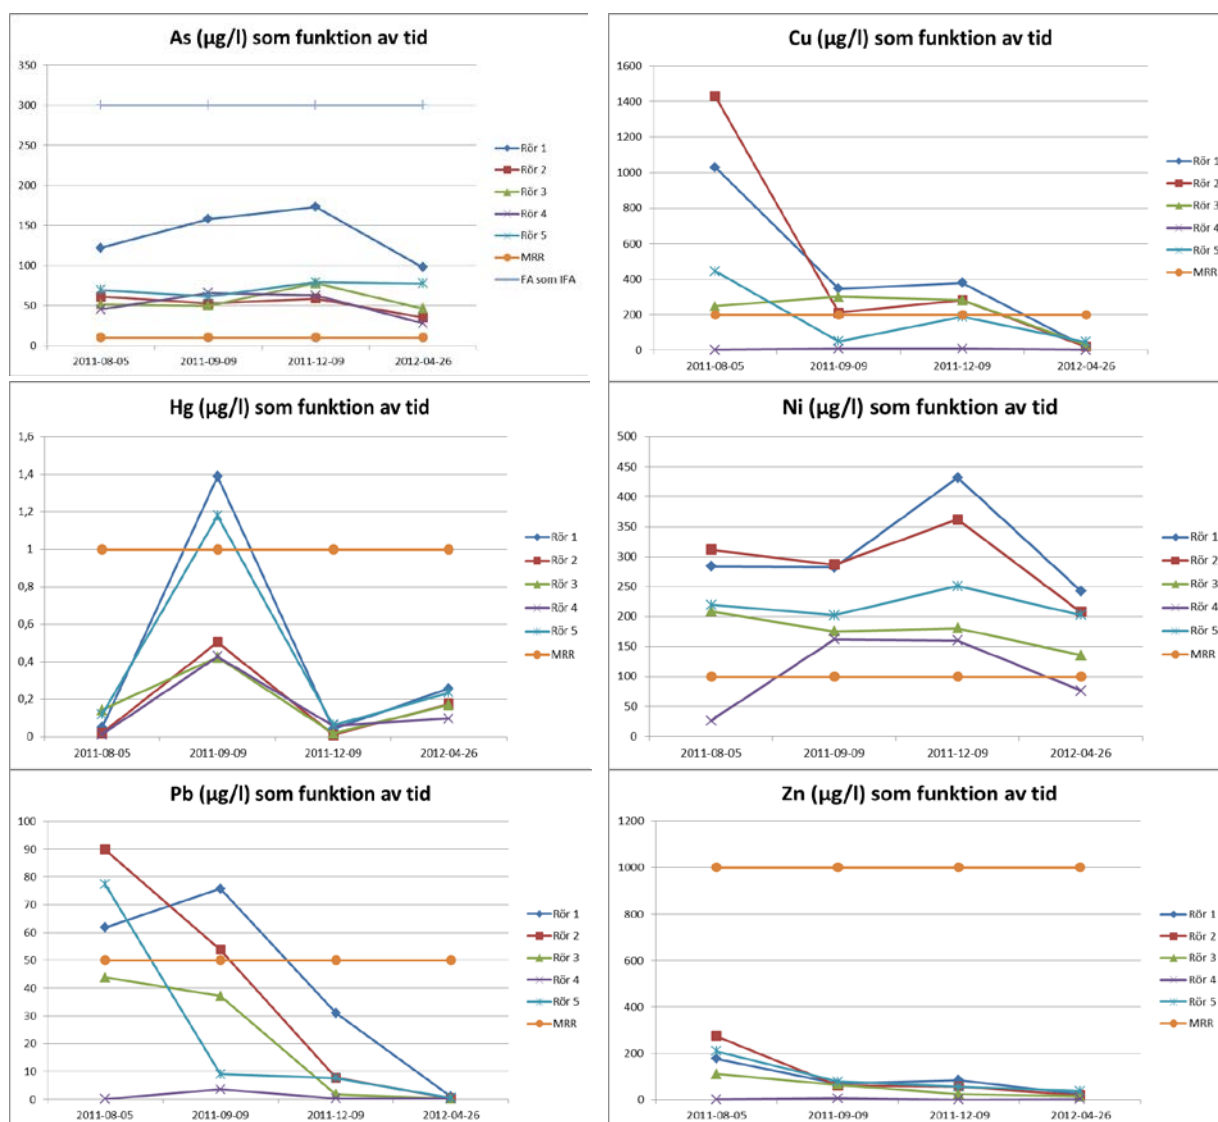 As (µg/l) som funktion av tid
350
300
250
200
150
100
50
0
2011-08-05 2011-09-09 2011-12-09 2012-04-26
Rör 1
Rör 2
Rör 3
Rör 4
Rör 5
MRR
FA som IFA
Cu (µg/l) som funktion av tid
1600
1400
1200
1000
800
600
400
200
0
2011-08-05 2011-09-09 2011-12-09 2012-04-26
Rör 1
Rör 2
Rör 3
Rör 4
Rör 5
MRR
Hg (µg/l) som funktion av tid
1,6
1,4
1,2
1
0,8
0,6
0,4
0,2
0
2011-08-05 2011-09-09 2011-12-09 2012-04-26
Rör 1
Rör 2
Rör 3
Rör 4
Rör 5
MRR
Ni (µg/l) som funktion av tid
500
450
400
350
300
250
200
150
100
50
0
2011-08-05 2011-09-09 2011-12-09 2012-04-26
Rör 1
Rör 2
Rör 3
Rör 4
Rör 5
MRR
Pb (µg/l) som funktion av tid
100
90
80
70
60
50
40
30
20
10
0
2011-08-05 2011-09-09 2011-12-09 2012-04-26
Rör 1
Rör 2
Rör 3
Rör 4
Rör 5
MRR
Zn (µg/l) som funktion av tid
1200
1000
800
600
400
200
0
2011-08-05 2011-09-09 2011-12-09 2012-04-26
Rör 1
Rör 2
Rör 3
Rör 4
Rör 5
MRR